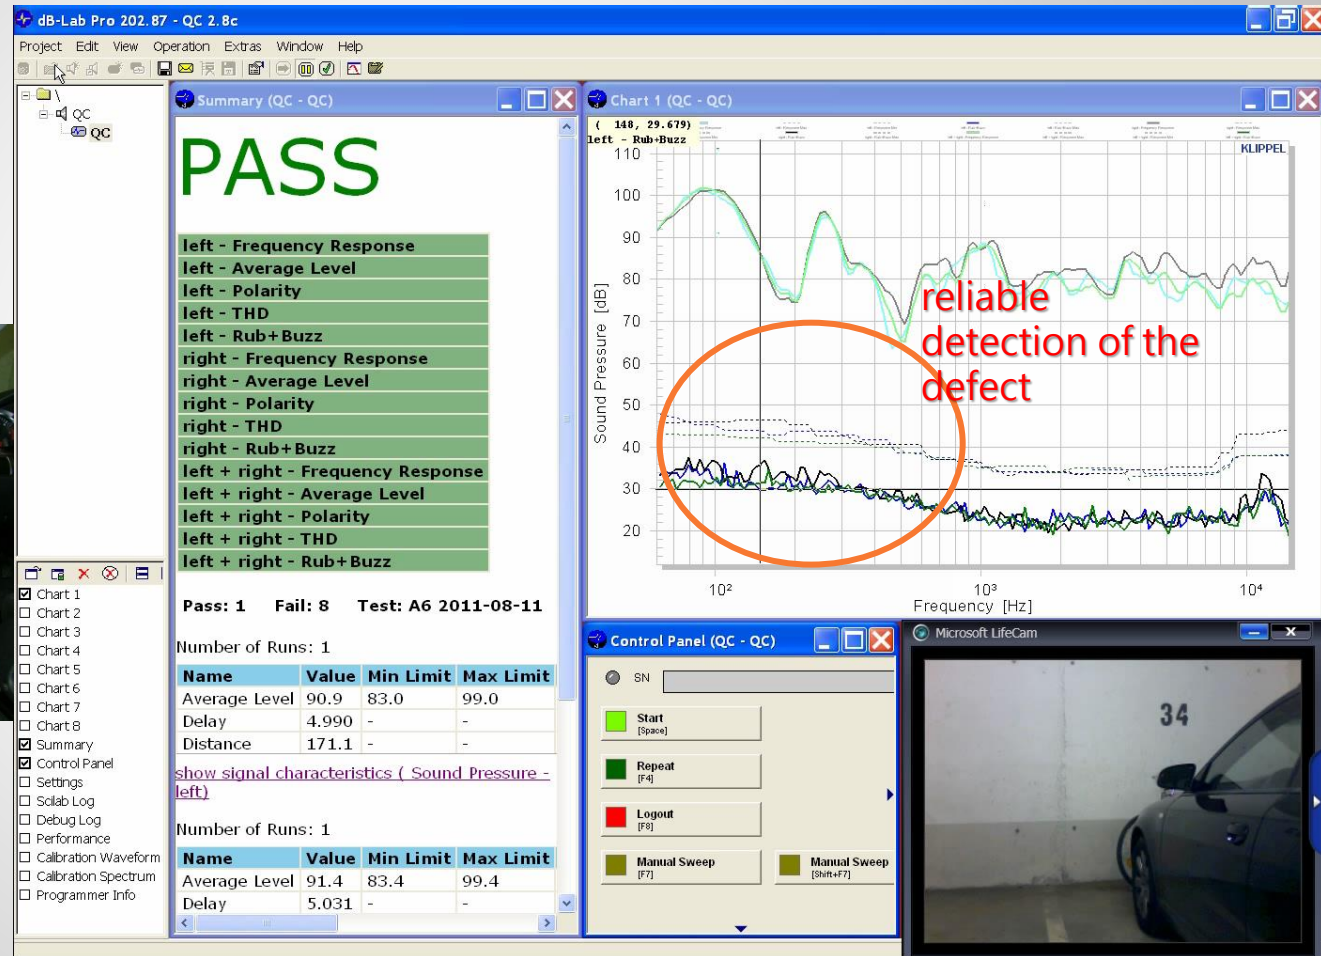 dB-Lab Pro 202.87 - QC 2.8c
Project Edit View Operation Extras Window Help
\
QC
QC
Summary (QC - QC)
PASS
left - Frequency Response
left - Average Level
left - Polarity
left - THD
left - Rub+Buzz
right - Frequency Response
right - Average Level
right - Polarity
right - THD
right - Rub+Buzz
left + right - Frequency Response
left + right - Average Level
left + right - Polarity
left + right - THD
left + right - Rub+Buzz
Pass: 1 Fail: 8 Test: A6 2011-08-11
Number of Runs: 1
Name Value Min Limit Max Limit
Average Level 90.9 83.0 99.0
Delay 4.990 - -
Distance 171.1 - -
show signal characteristics ( Sound Pressure -
left)
Number of Runs: 1
Name Value Min Limit Max Limit
Average Level 91.4 83.4 99.4
Delay 5.031 - -
Chart 1 (QC - QC)
( 148, 29.679)
left - Rub+Buzz
KLIPPEL
110
100
90
80
70
60
50
40
30
20
Sound Pressure [dB]
10²
10³
10⁴
Frequency [Hz]
reliable
detection of the
defect
Chart 1
Chart 2
Chart 3
Chart 4
Chart 5
Chart 6
Chart 7
Chart 8
Summary
Control Panel
Settings
Scilab Log
Debug Log
Performance
Calibration Waveform
Calibration Spectrum
Programmer Info
Control Panel (QC - QC)
SN
Start
[Space]
Repeat
[F4]
Logout
[F8]
Manual Sweep
[F7]
Manual Sweep
[Shift+F7]
Microsoft LifeCam
34